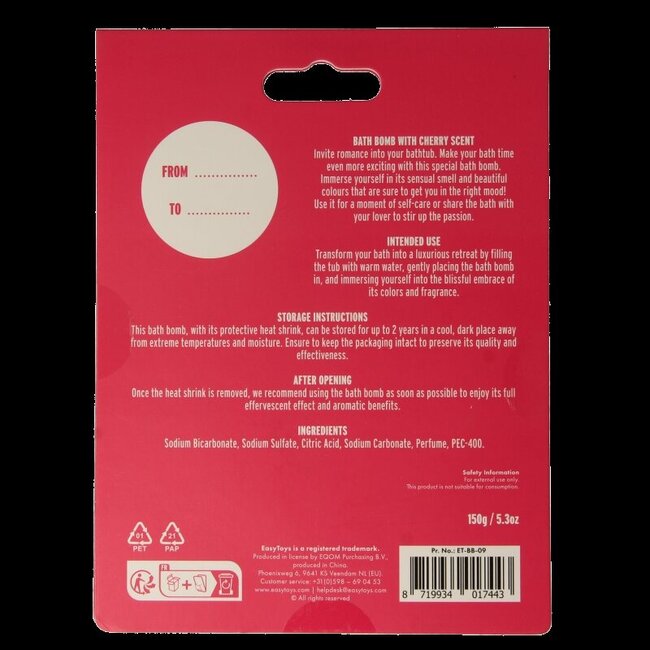 FROM ...............
TO ...............
BATH BOMB WITH CHERRY SCENT
Invite romance into your bathtub. Make your bath time
even more exciting with this special bath bomb.
Immerse yourself in its sensual smell and beautiful
colours that are sure to get you in the right mood!
Use it for a moment of self-care or share the bath with
your lover to stir up the passion.
INTENDED USE
Transform your bath into a luxurious retreat by filling
the tub with warm water, gently placing the bath bomb
in, and immersing yourself into the blissful embrace of
its colors and fragrance.
STORAGE INSTRUCTIONS
This bath bomb, with its protective heat shrink, can be stored for up to 2 years in a cool, dark place away
from extreme temperatures and moisture. Ensure to keep the packaging intact to preserve its quality and
effectiveness.
AFTER OPENING
Once the heat shrink is removed, we recommend using the bath bomb as soon as possible to enjoy its full
effervescent effect and aromatic benefits.
INGREDIENTS
Sodium Bicarbonate, Sodium Sulfate, Citric Acid, Sodium Carbonate, Perfume, PEC-400.
Safety Information
For external use only.
This product is not suitable for consumption.
150g / 5.3oz
01
PET
21
PAP
FR
+
EasyToys is a registered trademark.
Produced in license by EQOM Purchasing B.V.,
produced in China.
Phoenixweg 6, 9641 KS Veendam NL (EU).
Customer service: +31(0)598 – 69 04 53
www.easytoys.com | helpdesk@easytoys.com
© All rights reserved
Pr. No.: ET-BB-09
8 719934 017443 >